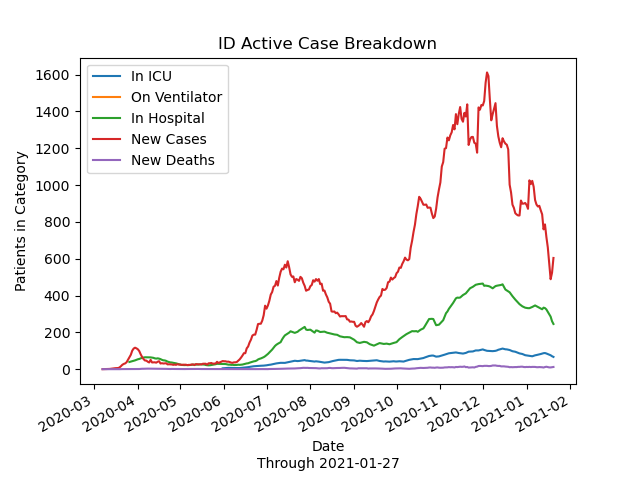 ID Active Case Breakdown
In ICU
On Ventilator
In Hospital
New Cases
New Deaths
Patients in Category
1600
1400
1200
1000
800
600
400
200
0
2020-03
2020-04
2020-05
2020-06
2020-07
2020-08
2020-09
2020-10
2020-11
2020-12
2021-01
2021-02
Date
Through 2021-01-27